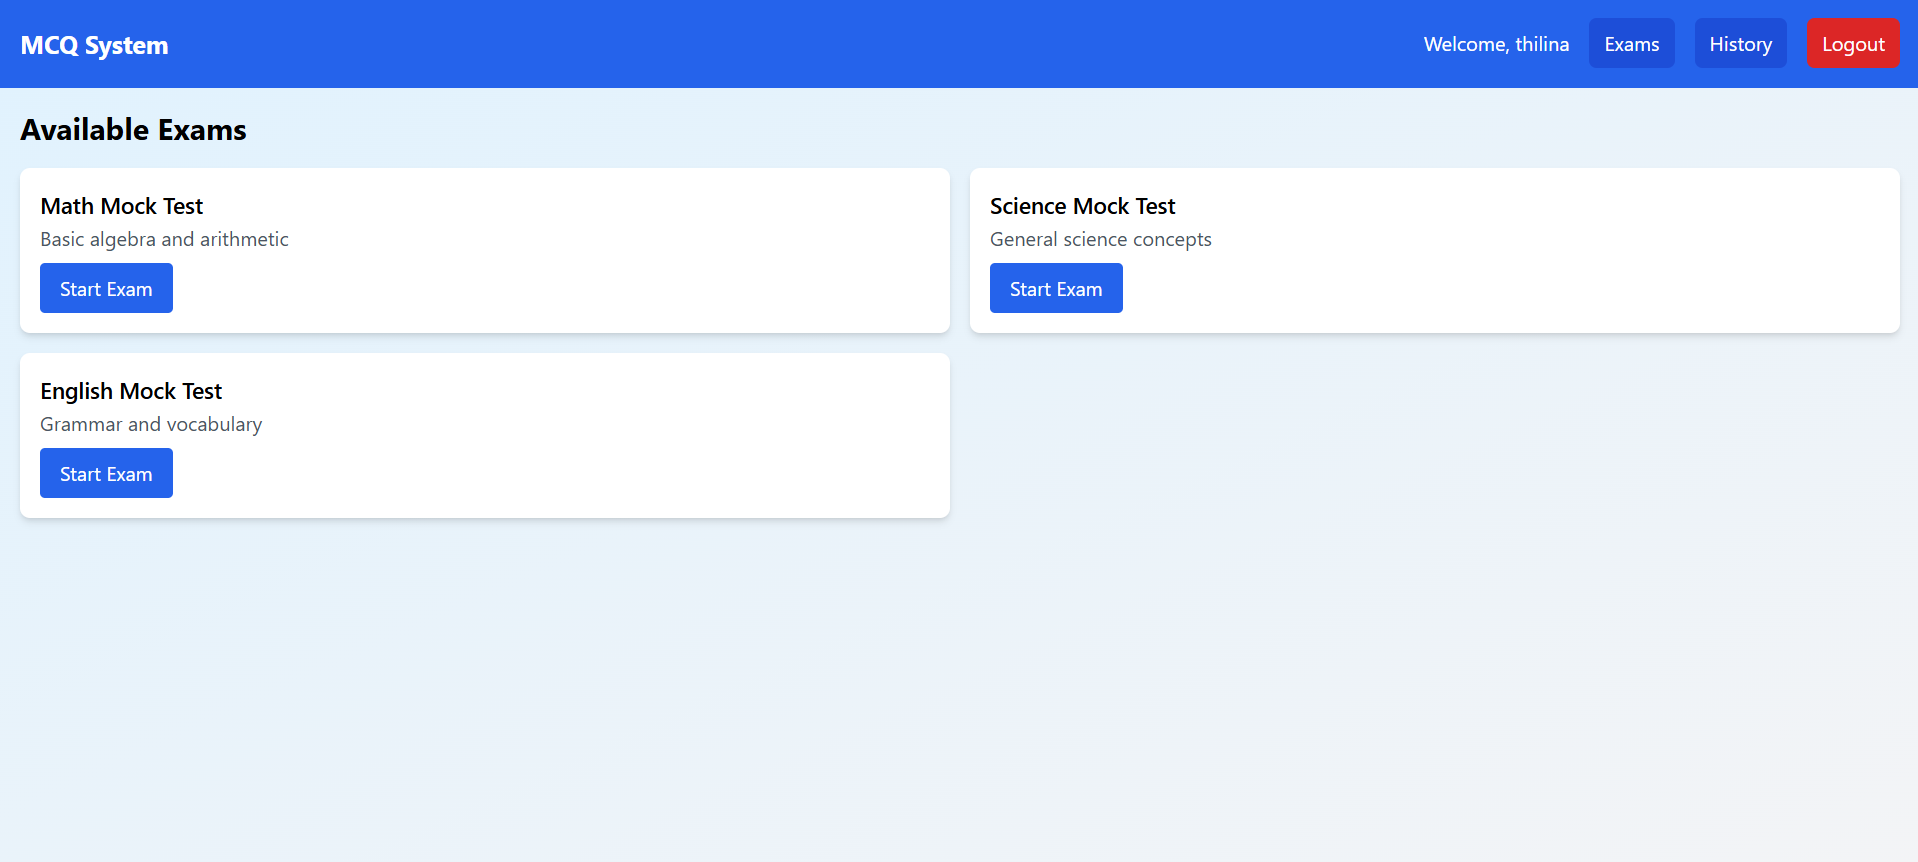 MCQ System
Welcome, thilina
Exams
History
Logout
Available Exams
Math Mock Test
Basic algebra and arithmetic
Start Exam
Science Mock Test
General science concepts
Start Exam
English Mock Test
Grammar and vocabulary
Start Exam